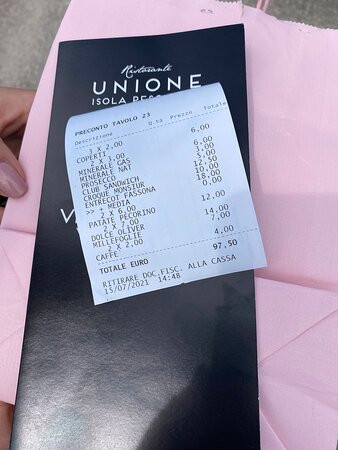 Ristorante
UNIONE
ISOLA
PRECONTO TAVOLO 23
Descrizione Q.tà Prezzo Totale
3 X 2,00
COPERTI 6,00
2 X 3,00
MINERALE GAS 6,00
MINERALE NAT
PROSECCO 5,00
CLUB SANDWICH 12,50
CROQUE MONSIUR 10,00
ENTRECOT FASSONA 18,00
>> + MEDIA 0,00
2 X 6,00
PATATE PECORINO 12,00
2 X 7,00
DOLCE OLIVER 14,00
MILLEFOGLIE 7,00
2 X 2,00
CAFFE' 4,00
TOTALE EURO 97,50
RITIRARE DOC.FISC. ALLA CASSA
15/07/2021 14:48